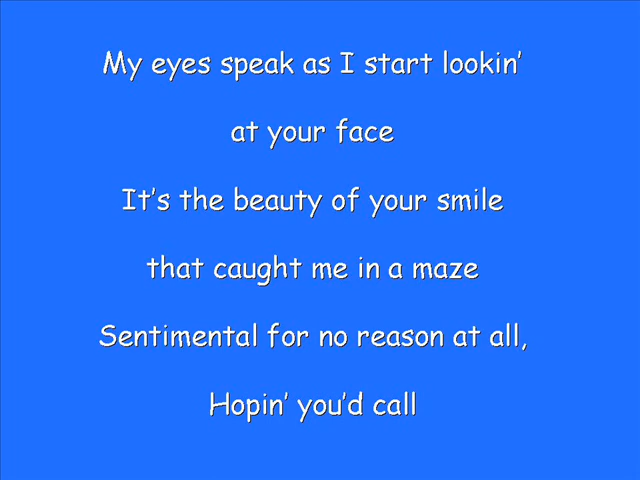 My eyes speak as I start lookin’
at your face
It’s the beauty of your smile
that caught me in a maze
Sentimental for no reason at all,
Hopin’ you’d call